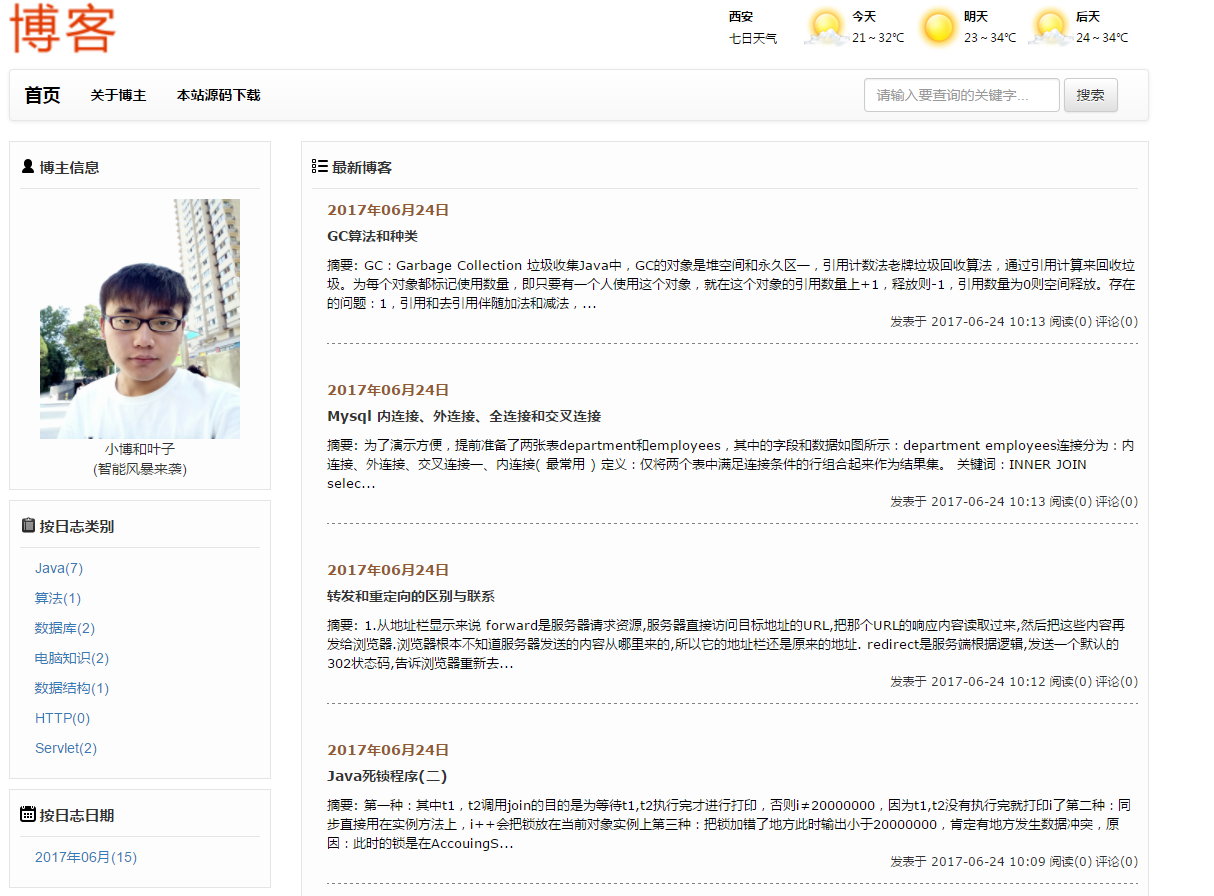 博客
西安
七日天气
今天
21～32℃
明天
23～34℃
后天
24～34℃
首页
关于博主
本站源码下载
请输入要查询的关键字...
搜索
博主信息
小博和叶子
(智能风暴来袭)
按日志类别
Java(7)
算法(1)
数据库(2)
电脑知识(2)
数据结构(1)
HTTP(0)
Servlet(2)
按日志日期
2017年06月(15)
最新博客
2017年06月24日
GC算法和种类
摘要: GC：Garbage Collection 垃圾收集Java中，GC的对象是堆空间和永久区一，引用计数法老牌垃圾回收算法，通过引用计算来回收垃
圾。为每个对象都标记使用数量，即只要有一个人使用这个对象，就在这个对象的引用数量上+1，释放则-1，引用数量为0则空间释放。存在
的问题：1，引用和去引用伴随加法和减法，...
发表于 2017-06-24 10:13 阅读(0) 评论(0)
2017年06月24日
Mysql 内连接、外连接、全连接和交叉连接
摘要: 为了演示方便，提前准备了两张表department和employees，其中的字段和数据如图所示：department employees连接分为：内
连接、外连接、交叉连接一、内连接( 最常用 ) 定义：仅将两个表中满足连接条件的行组合起来作为结果集。 关键词：INNER JOIN
selec...
发表于 2017-06-24 10:13 阅读(0) 评论(0)
2017年06月24日
转发和重定向的区别与联系
摘要: 1.从地址栏显示来说 forward是服务器请求资源,服务器直接访问目标地址的URL,把那个URL的响应内容读取过来,然后把这些内容再
发给浏览器.浏览器根本不知道服务器发送的内容从哪里来的,所以它的地址栏还是原来的地址. redirect是服务端根据逻辑,发送一个默认的
302状态码,告诉浏览器重新去...
发表于 2017-06-24 10:12 阅读(0) 评论(0)
2017年06月24日
Java死锁程序(二)
摘要: 第一种：其中t1，t2调用join的目的是为等待t1,t2执行完才进行打印，否则i≠20000000，因为t1,t2没有执行完就打印i了第二种：同
步直接用在实例方法上，i++会把锁放在当前对象实例上第三种：把锁加错了地方此时输出小于20000000，肯定有地方发生数据冲突，原
因：此时的锁是在AccouingS...
发表于 2017-06-24 10:09 阅读(0) 评论(0)